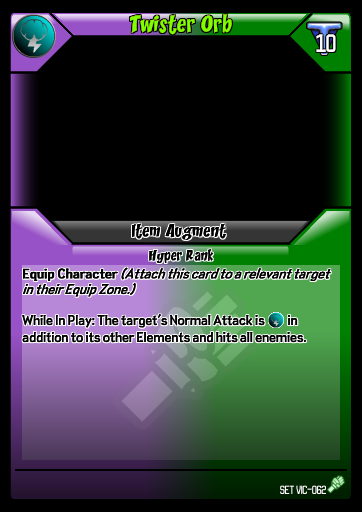 Twister Orb
10
Item Augment
Hyper Rank
Equip Character (Attach this card to a relevant target
in their Equip Zone.)
While In Play: The target's Normal Attack is in
addition to its other Elements and hits all enemies.
SET VIC-062